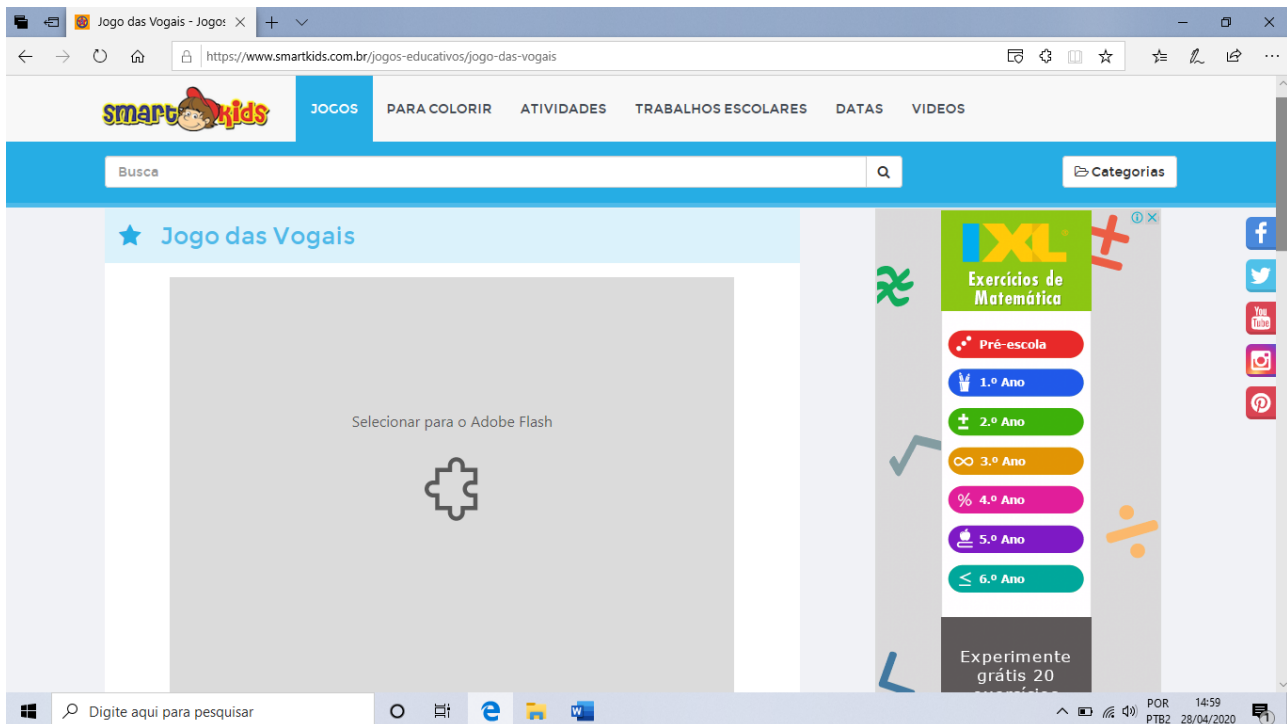 Jogo das Vogais - Jogos
https://www.smartkids.com.br/jogos-educativos/jogo-das-vogais
smart kids
JOGOS
PARA COLORIR
ATIVIDADES
TRABALHOS ESCOLARES
DATAS
VIDEOS
Busca
Categorias
Jogo das Vogais
Selecionar para o Adobe Flash
IXL
Exercícios de
Matemática
Pré-escola
1.º Ano
2.º Ano
3.º Ano
4.º Ano
5.º Ano
6.º Ano
Experimente
grátis 20
You
Tube
Digite aqui para pesquisar
POR
PTB2
14:59
28/04/2020